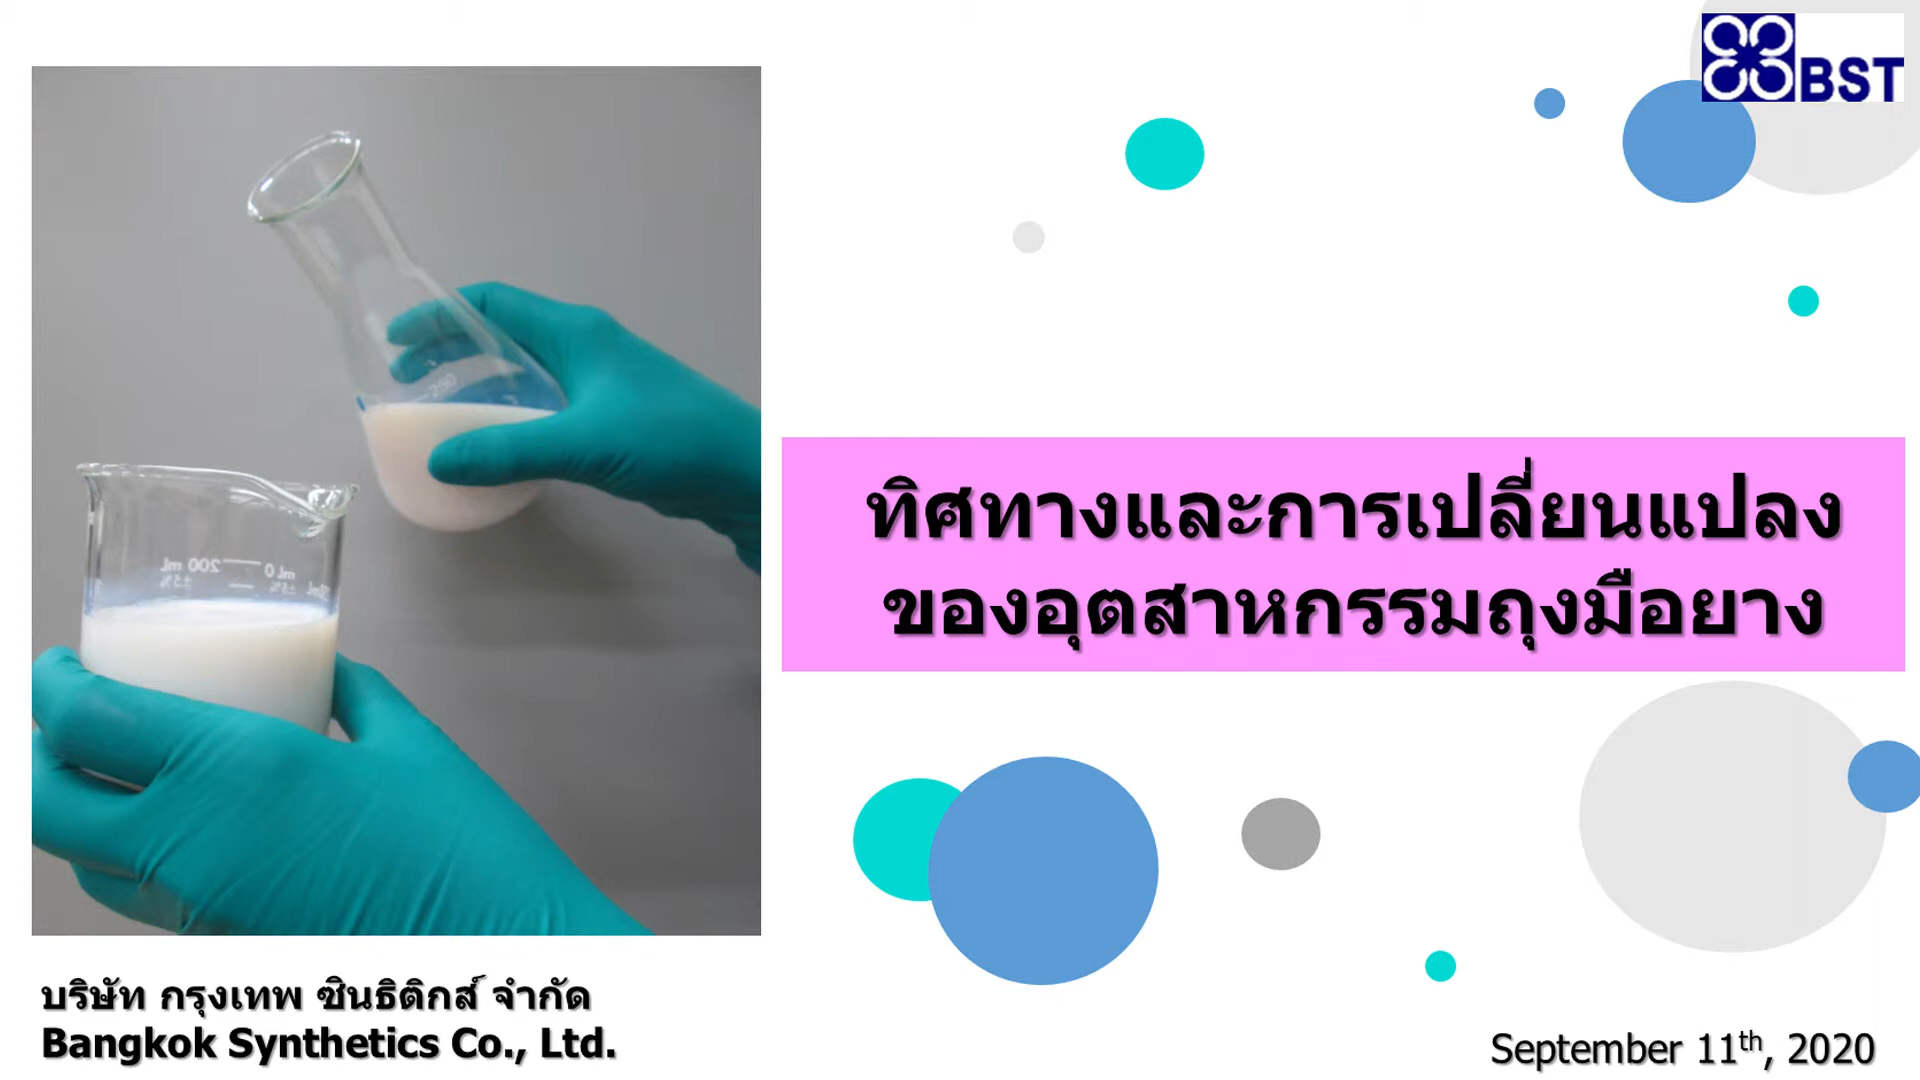 BST
ทิศทางและการเปลี่ยนแปลง
ของอุตสาหกรรมถุงมือยาง
200 mL
±5%
บริษัท กรุงเทพ ซินธิติกส์ จำกัด
Bangkok Synthetics Co., Ltd.
September 11th, 2020